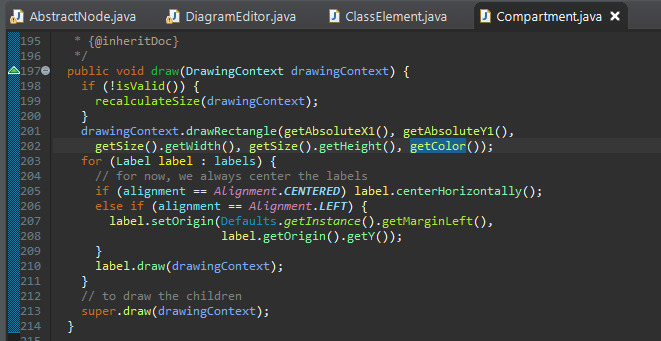 AbstractNode.java DiagramEditor.java ClassElement.java Compartment.java
195 * {@inheritDoc}
196 */
197 public void draw(DrawingContext drawingContext) {
198 if (!isValid()) {
199 recalculateSize(drawingContext);
200 }
201 drawingContext.drawRectangle(getAbsoluteX1(), getAbsoluteY1(),
202 getSize().getWidth(), getSize().getHeight(), getColor());
203 for (Label label : labels) {
204 // for now, we always center the labels
205 if (alignment == Alignment.CENTERED) label.centerHorizontally();
206 else if (alignment == Alignment.LEFT) {
207 label.setOrigin(Defaults.getInstance().getMarginLeft(),
208 label.getOrigin().getY());
209 }
210 label.draw(drawingContext);
211 }
212 // to draw the children
213 super.draw(drawingContext);
214 }